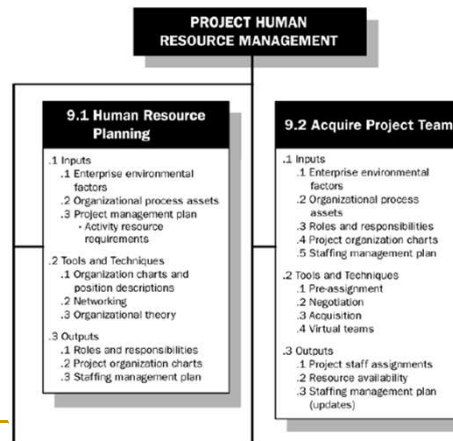 PROJECT HUMAN
RESOURCE MANAGEMENT
9.1 Human Resource
Planning
.1 Inputs
.1 Enterprise environmental
factors
.2 Organizational process assets
.3 Project management plan
• Activity resource
requirements
.2 Tools and Techniques
.1 Organization charts and
position descriptions
.2 Networking
.3 Organizational theory
.3 Outputs
.1 Roles and responsibilities
.2 Project organization charts
.3 Staffing management plan
9.2 Acquire Project Team
.1 Inputs
.1 Enterprise environmental
factors
.2 Organizational process
assets
.3 Roles and responsibilities
.4 Project organization charts
.5 Staffing management plan
.2 Tools and Techniques
.1 Pre-assignment
.2 Negotiation
.3 Acquisition
.4 Virtual teams
.3 Outputs
.1 Project staff assignments
.2 Resource availability
.3 Staffing management plan
(updates)